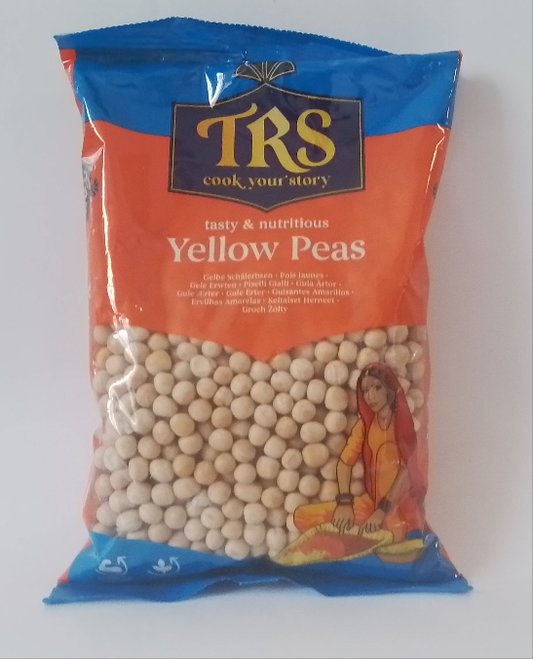 TRS
cook your story
tasty & nutritious
Yellow Peas
Gelbe Schälerbsen · Pois Jaunes ·
Gele Erwten · Piselli Gialli · Gula Ärtor ·
Gule Ærter · Gule Erter · Guisantes Amarillos ·
Ervilhas Amarelas · Keltaiset Herneet ·
Groch Żółty